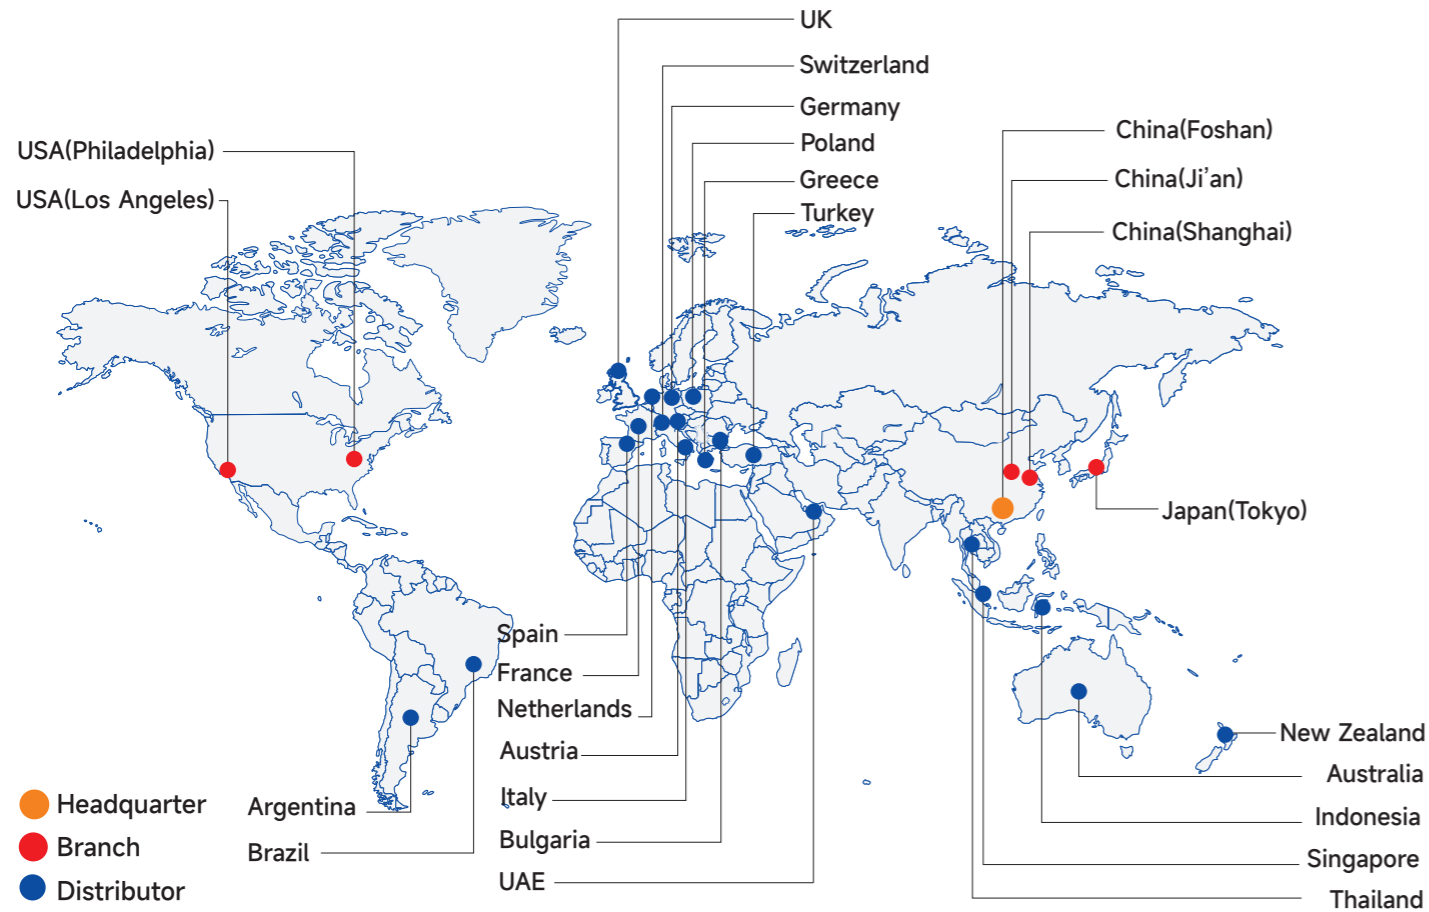 UK
Switzerland
Germany
Poland
Greece
Turkey
USA(Philadelphia)
USA(Los Angeles)
China(Foshan)
China(Ji’an)
China(Shanghai)
Japan(Tokyo)
Spain
France
Netherlands
Austria
Italy
Bulgaria
UAE
Argentina
Brazil
New Zealand
Australia
Indonesia
Singapore
Thailand
Headquarter
Branch
Distributor